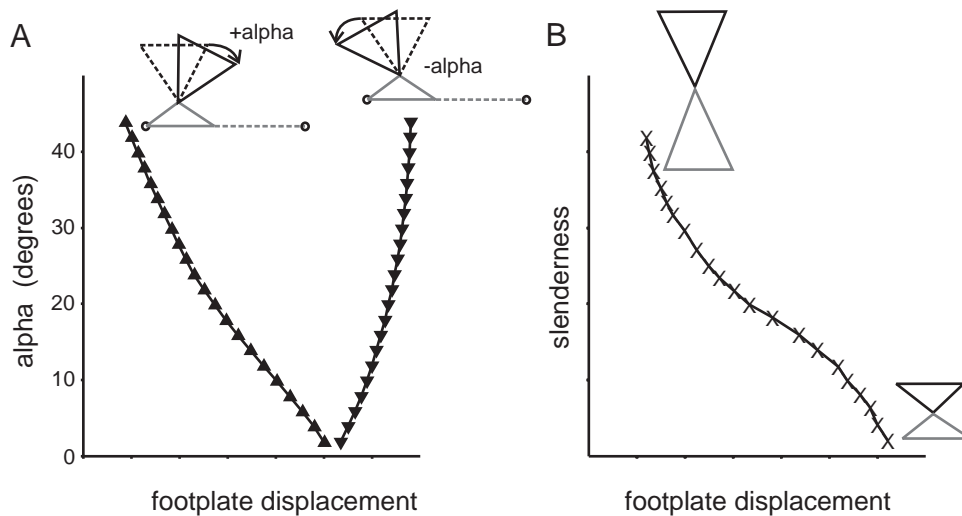 A
+alpha
-alpha
40
30
20
10
0
alpha (degrees)
footplate displacement
B
slenderness
footplate displacement